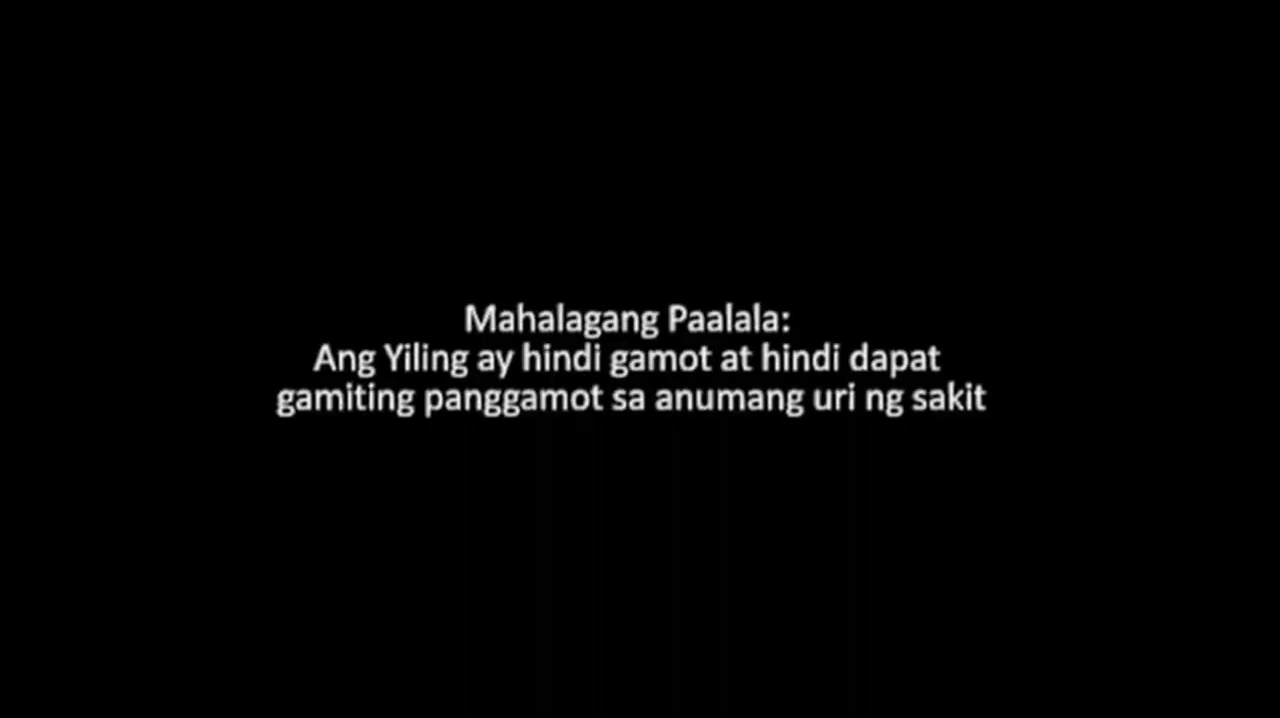 Mahalagang Paalala:
Ang Yiling ay hindi gamot at hindi dapat
gamiting panggamot sa anumang uri ng sakit